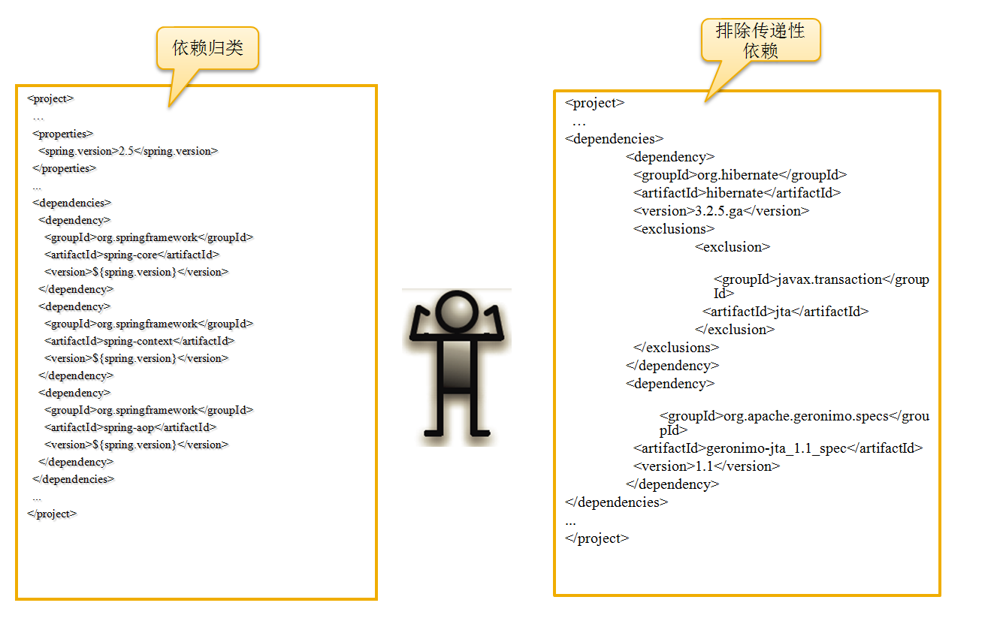 依赖归类
<project>
…
<properties>
<spring.version>2.5</spring.version>
</properties>
...
<dependencies>
<dependency>
<groupId>org.springframework</groupId>
<artifactId>spring-core</artifactId>
<version>${spring.version}</version>
</dependency>
<dependency>
<groupId>org.springframework</groupId>
<artifactId>spring-context</artifactId>
<version>${spring.version}</version>
</dependency>
<dependency>
<groupId>org.springframework</groupId>
<artifactId>spring-aop</artifactId>
<version>${spring.version}</version>
</dependency>
</dependencies>
...
</project>
排除传递性
依赖
<project>
…
<dependencies>
<dependency>
<groupId>org.hibernate</groupId>
<artifactId>hibernate</artifactId>
<version>3.2.5.ga</version>
<exclusions>
<exclusion>
<groupId>javax.transaction</group
Id>
<artifactId>jta</artifactId>
</exclusion>
</exclusions>
</dependency>
<dependency>
<groupId>org.apache.geronimo.specs</grou
pId>
<artifactId>geronimo-jta_1.1_spec</artifactId>
<version>1.1</version>
</dependency>
</dependencies>
...
</project>